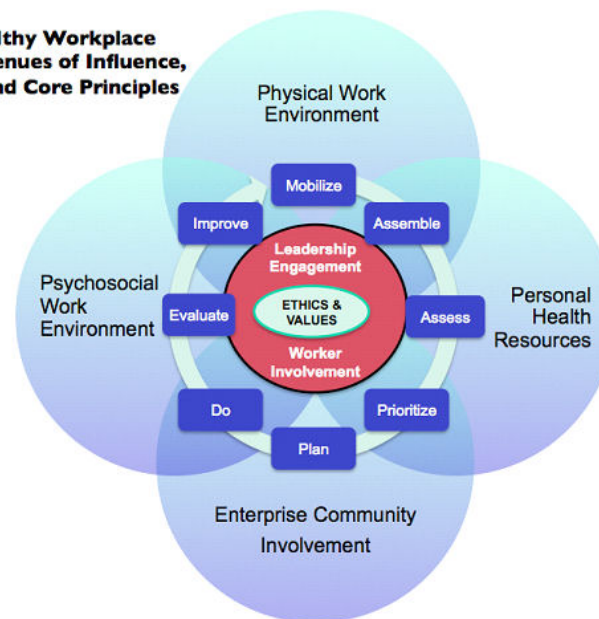 lthy Workplace
enues of Influence,
nd Core Principles
Physical Work
Environment
Mobilize
Improve
Assemble
Leadership
Engagement
Psychosocial
Work
Environment
Evaluate
ETHICS &
VALUES
Assess
Personal
Health
Resources
Worker
Involvement
Do
Prioritize
Plan
Enterprise Community
Involvement